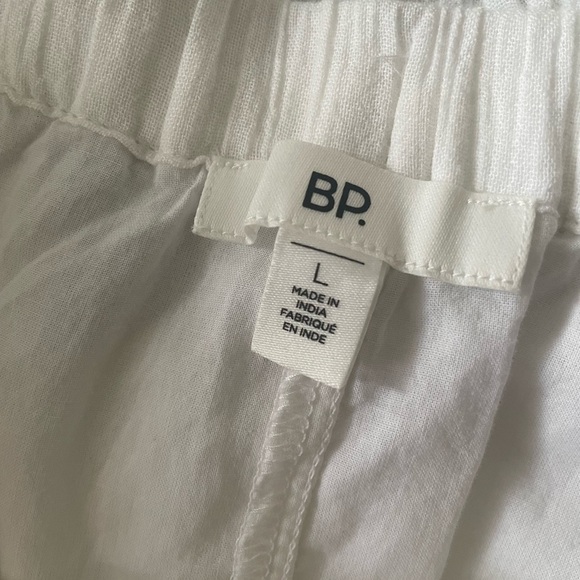 BP.
L
MADE IN
INDIA
FABRIQUÉ
EN INDE